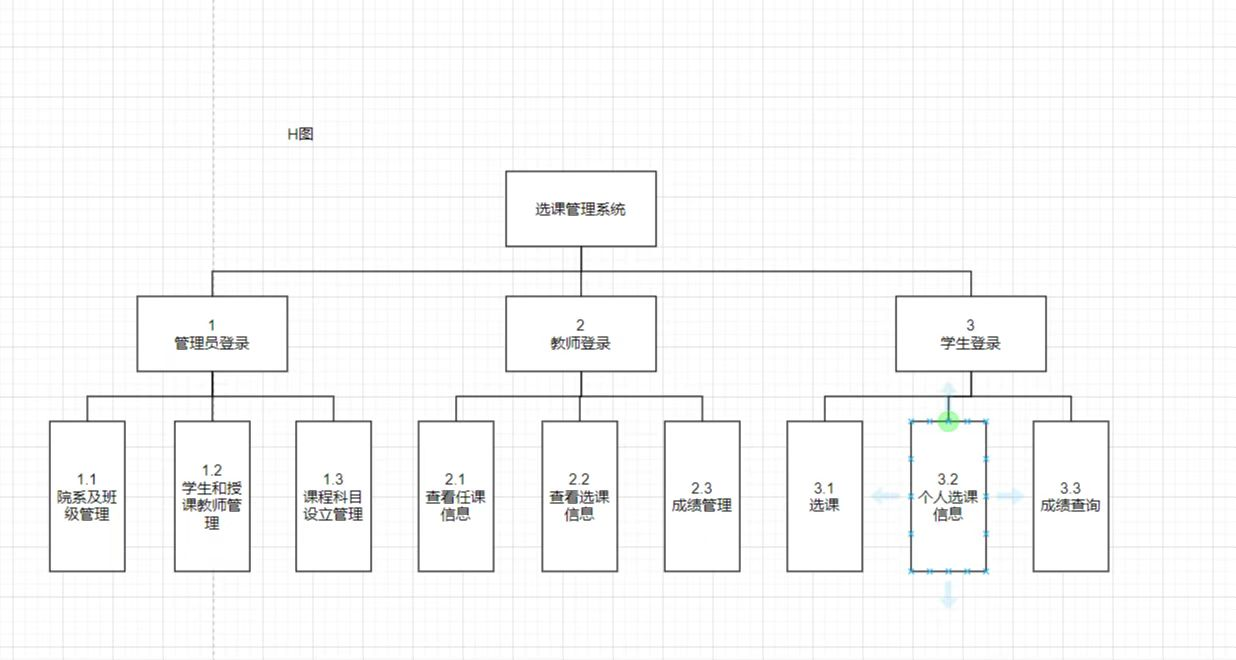 H图
选课管理系统
1
管理员登录
2
教师登录
3
学生登录
1.1
院系及班
级管理
1.2
学生和授
课教师管
理
1.3
课程科目
设立管理
2.1
查看任课
信息
2.2
查看选课
信息
2.3
成绩管理
3.1
选课
3.2
个人选课
信息
3.3
成绩查询